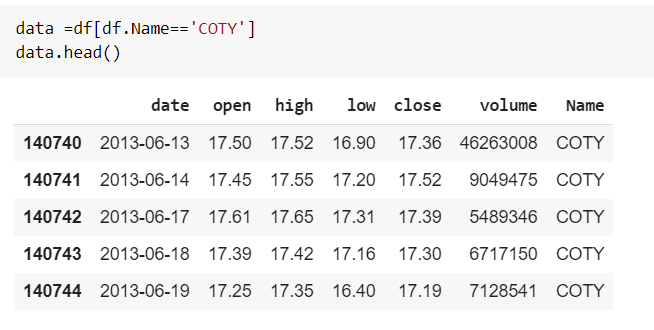 data =df[df.Name=='COTY']
data.head()
date open high low close volume Name
140740 2013-06-13 17.50 17.52 16.90 17.36 46263008 COTY
140741 2013-06-14 17.45 17.55 17.20 17.52 9049475 COTY
140742 2013-06-17 17.61 17.65 17.31 17.39 5489346 COTY
140743 2013-06-18 17.39 17.42 17.16 17.30 6717150 COTY
140744 2013-06-19 17.25 17.35 16.40 17.19 7128541 COTY